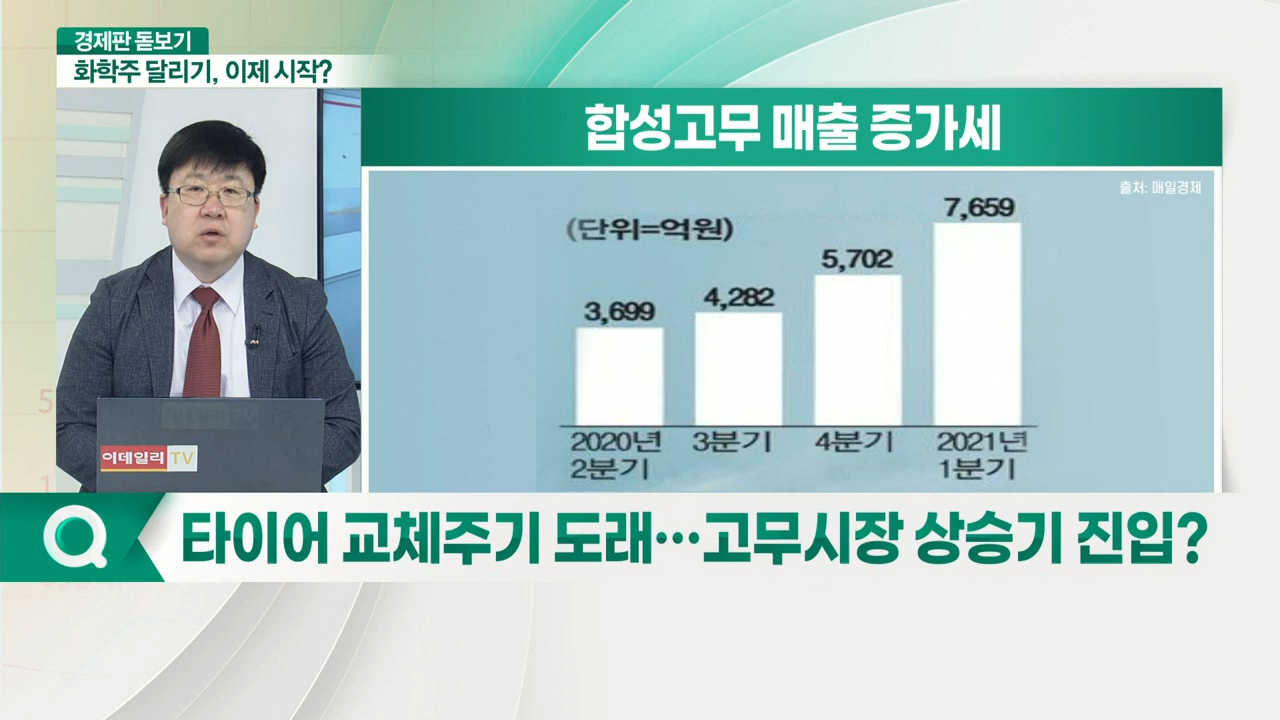 경제판 돋보기
화학주 달리기, 이제 시작?
합성고무 매출 증가세
출처: 매일경제
(단위=억원)
3,699
4,282
5,702
7,659
2020년
2분기
3분기
4분기
2021년
1분기
이데일리 TV
타이어 교체주기 도래…고무시장 상승기 진입?